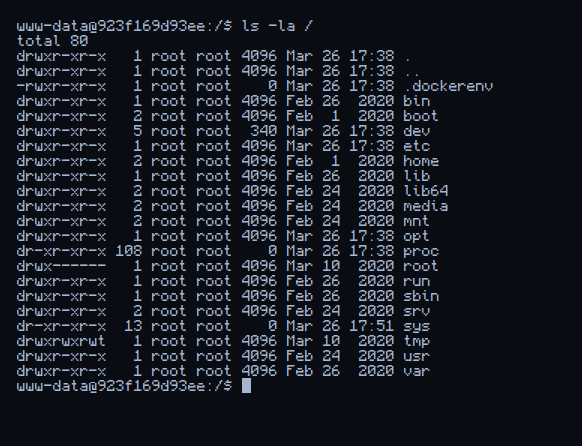 www-data@923f169d93ee:/$ ls -la /
total 80
drwxr-xr-x   1 root root 4096 Mar 26 17:38 .
drwxr-xr-x   1 root root 4096 Mar 26 17:38 ..
-rwxr-xr-x   1 root root    0 Mar 26 17:38 .dockerenv
drwxr-xr-x   1 root root 4096 Feb 26  2020 bin
drwxr-xr-x   2 root root 4096 Feb  1  2020 boot
drwxr-xr-x   5 root root  340 Mar 26 17:38 dev
drwxr-xr-x   1 root root 4096 Mar 26 17:38 etc
drwxr-xr-x   2 root root 4096 Feb  1  2020 home
drwxr-xr-x   1 root root 4096 Feb 26  2020 lib
drwxr-xr-x   2 root root 4096 Feb 24  2020 lib64
drwxr-xr-x   2 root root 4096 Feb 24  2020 media
drwxr-xr-x   2 root root 4096 Feb 24  2020 mnt
drwxr-xr-x   1 root root 4096 Mar 26 17:38 opt
dr-xr-xr-x 108 root root    0 Mar 26 17:38 proc
drwx------   1 root root 4096 Mar 10  2020 root
drwxr-xr-x   1 root root 4096 Feb 26  2020 run
drwxr-xr-x   1 root root 4096 Feb 26  2020 sbin
drwxr-xr-x   2 root root 4096 Feb 24  2020 srv
dr-xr-xr-x  13 root root    0 Mar 26 17:51 sys
drwxrwxrwt   1 root root 4096 Mar 10  2020 tmp
drwxr-xr-x   1 root root 4096 Feb 24  2020 usr
drwxr-xr-x   1 root root 4096 Feb 26  2020 var
www-data@923f169d93ee:/$